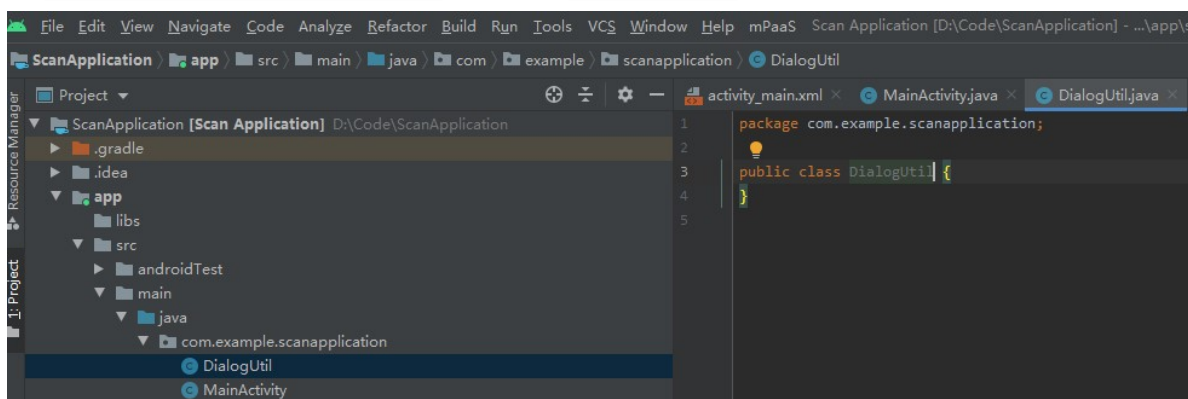 File Edit View Navigate Code Analyze Refactor Build Run Tools VCS Window Help mPaaS Scan Application [D:\Code\ScanApplication] - ...\app\s
ScanApplication app src main java com example scanapplication DialogUtil
Project
activity_main.xml MainActivity.java DialogUtil.java
Resource Manager
1: Project
ScanApplication [Scan Application] D:\Code\ScanApplication
.gradle
.idea
app
libs
src
androidTest
main
java
com.example.scanapplication
DialogUtil
MainActivity
1 package com.example.scanapplication;
2
3 public class DialogUtil {
4 }
5